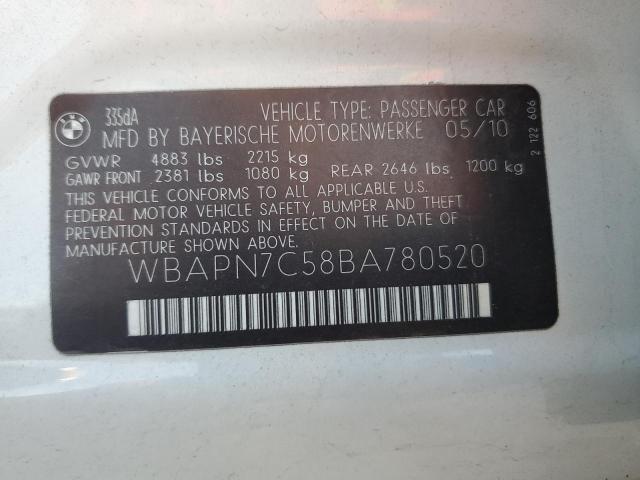 BMW
335dA VEHICLE TYPE: PASSENGER CAR
MFD BY BAYERISCHE MOTORENWERKE 05/10
GVWR 4883 lbs 2215 kg
GAWR FRONT 2381 lbs 1080 kg REAR 2646 lbs 1200 kg
THIS VEHICLE CONFORMS TO ALL APPLICABLE U.S.
FEDERAL MOTOR VEHICLE SAFETY, BUMPER AND THEFT
PREVENTION STANDARDS IN EFFECT ON THE DATE OF
MANUFACTURE SHOWN ABOVE.
WBAPN7C58BA780520
2 122 606